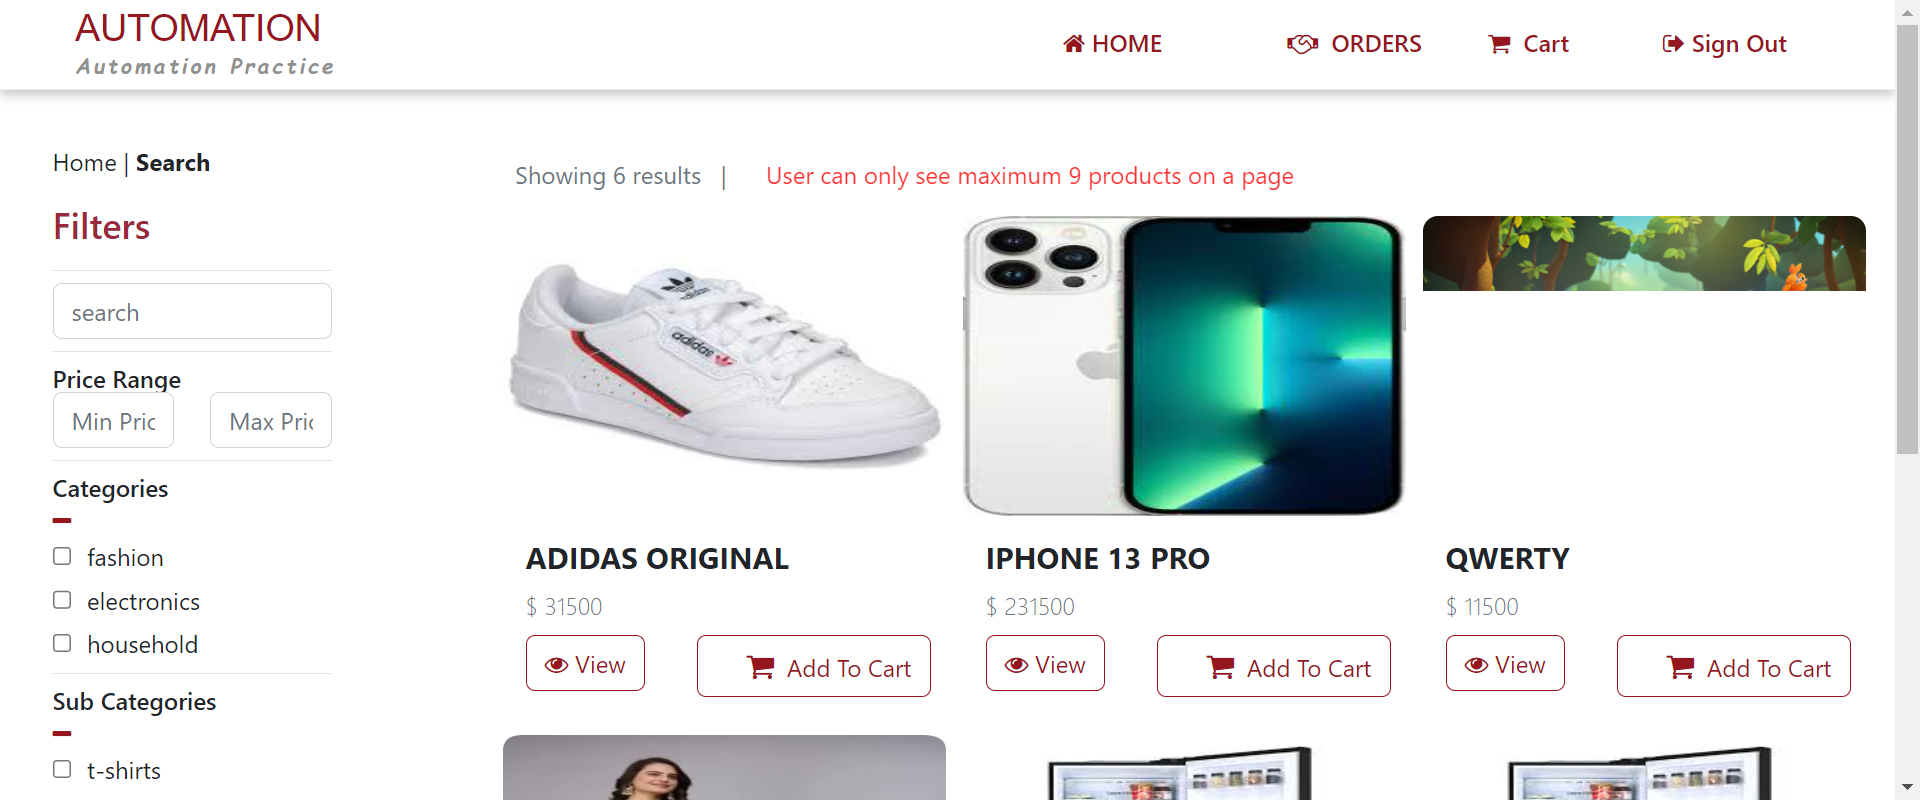 AUTOMATION
Automation Practice
HOME
ORDERS
Cart
Sign Out
Home | Search
Showing 6 results |
User can only see maximum 9 products on a page
Filters
search
Price Range
Min Pric
Max Pric
Categories
fashion
electronics
household
Sub Categories
t-shirts
adidas
adidas
ADIDAS ORIGINAL
$ 31500
View
Add To Cart
IPHONE 13 PRO
$ 231500
View
Add To Cart
QWERTY
$ 11500
View
Add To Cart